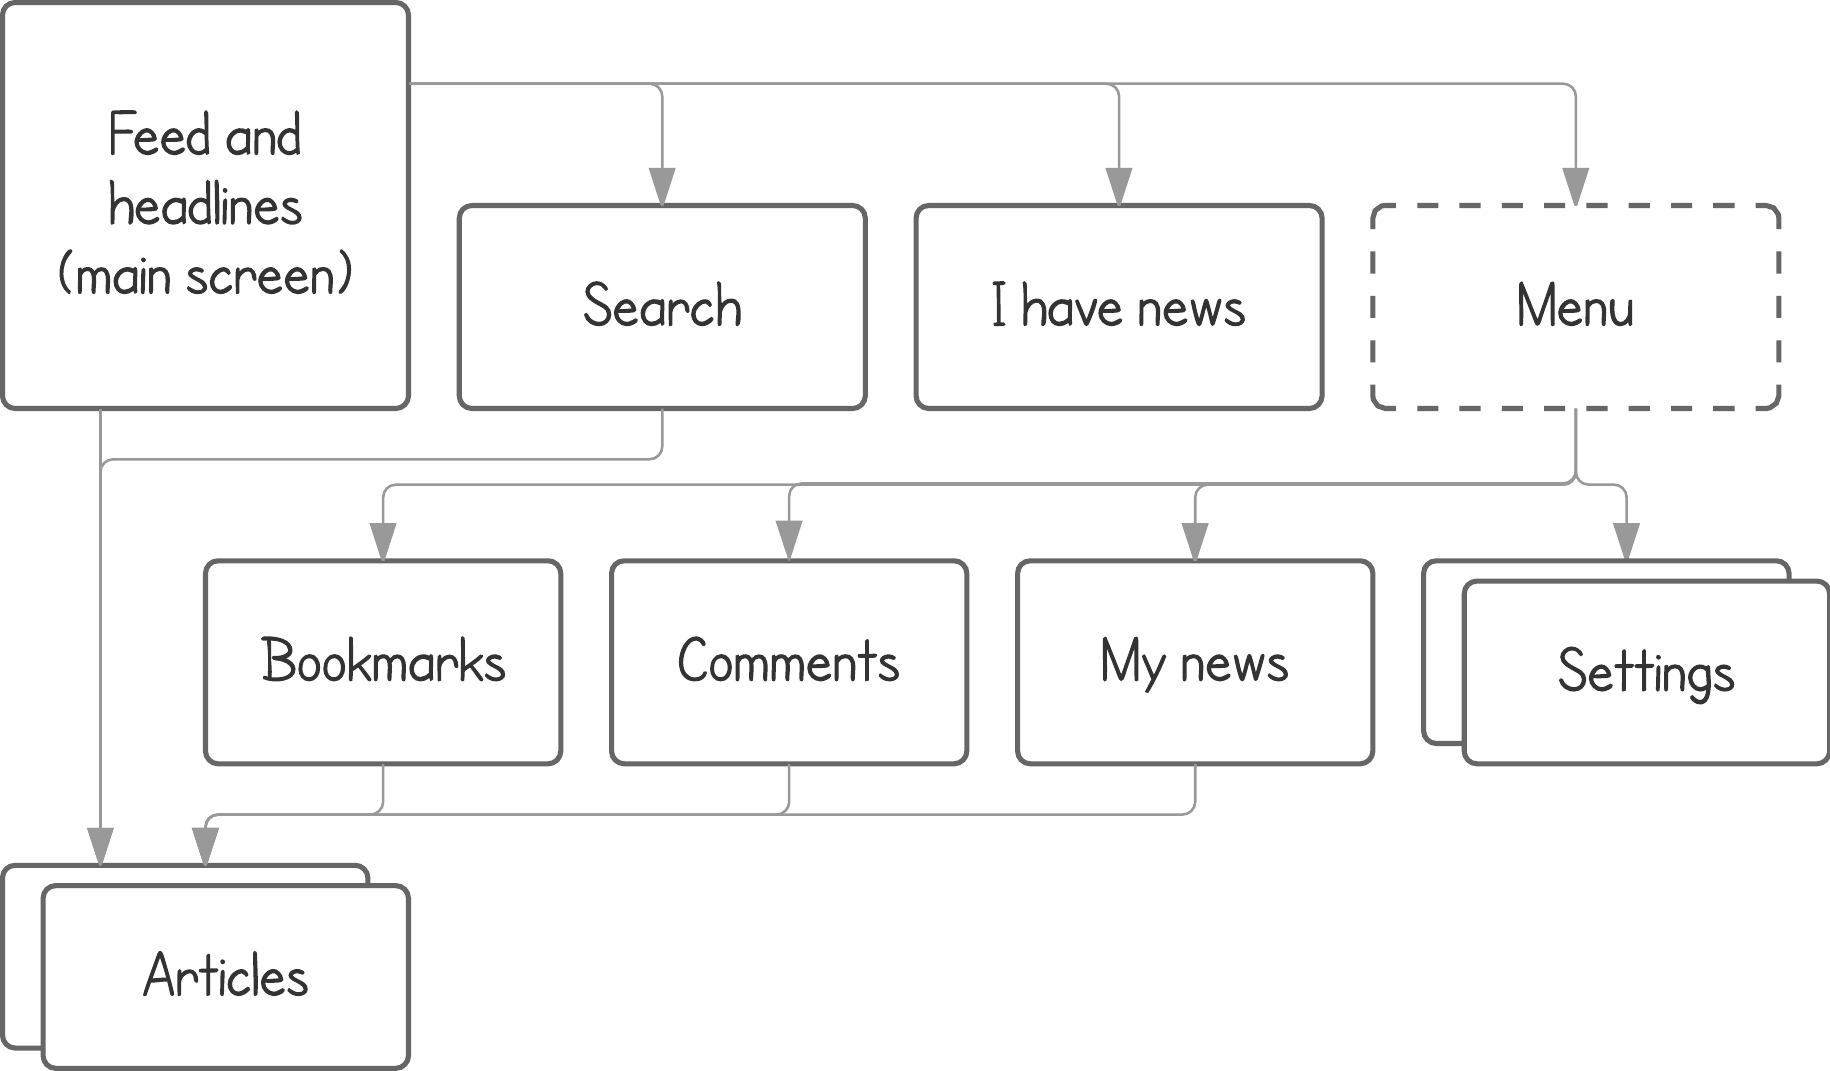 Feed and
headlines
(main screen)
Search
I have news
Menu
Bookmarks
Comments
My news
Settings
Articles